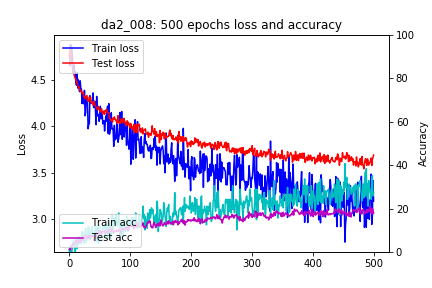 da2_008: 500 epochs loss and accuracy
Train loss
Test loss
Train acc
Test acc
Loss
4.5
4.0
3.5
3.0
Accuracy
100
80
60
40
20
0
0
100
200
300
400
500